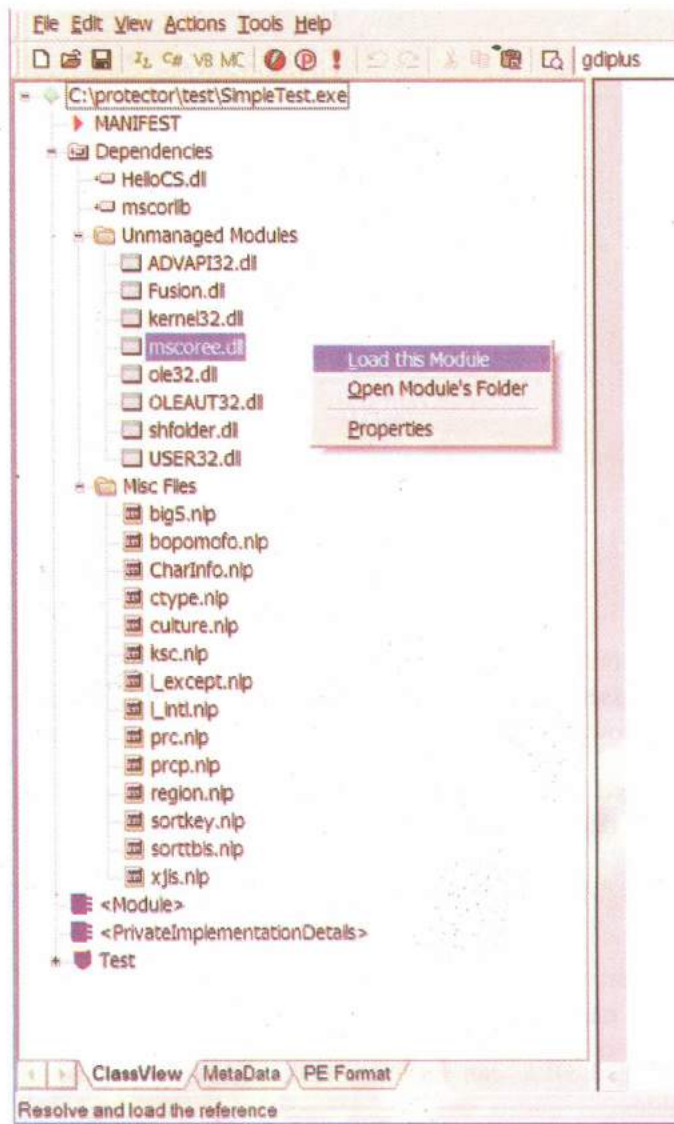 File Edit View Actions Tools Help
IL C# VB MC P ! gdiplus
C:\protector\test\SimpleTest.exe
MANIFEST
Dependencies
HelloCS.dll
mscorlib
Unmanaged Modules
ADVAPI32.dll
Fusion.dll
kernel32.dll
mscoree.dll
Load this Module
ole32.dll
Open Module's Folder
OLEAUT32.dll
shfolder.dll
Properties
USER32.dll
Misc Files
big5.nlp
bopomofo.nlp
CharInfo.nlp
ctype.nlp
culture.nlp
ksc.nlp
l_except.nlp
l_intl.nlp
prc.nlp
prcp.nlp
region.nlp
sortkey.nlp
sorttbls.nlp
xjis.nlp
<Module>
<PrivateImplementationDetails>
Test
ClassView MetaData PE Format
Resolve and load the reference